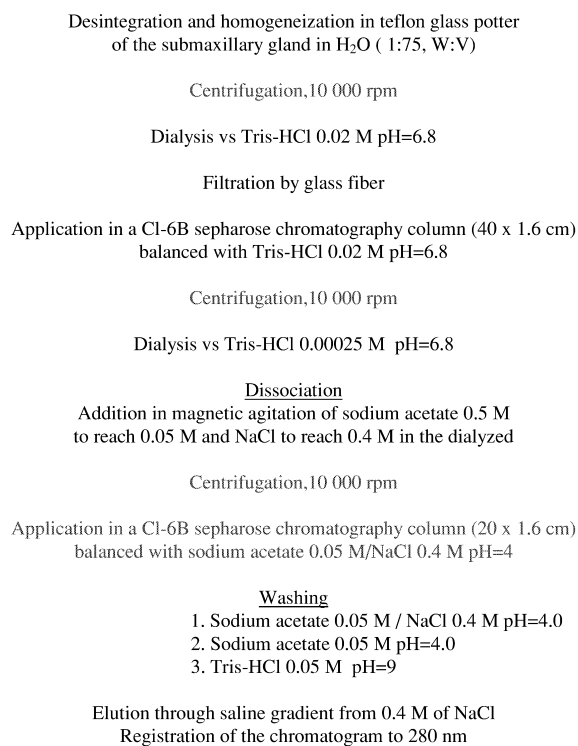 Desintegration and homogeneization in teflon glass potter
of the submaxillary gland in H₂O ( 1:75, W:V)
Centrifugation,10 000 rpm
Dialysis vs Tris-HCl 0.02 M pH=6.8
Filtration by glass fiber
Application in a Cl-6B sepharose chromatography column (40 x 1.6 cm)
balanced with Tris-HCl 0.02 M pH=6.8
Centrifugation,10 000 rpm
Dialysis vs Tris-HCl 0.00025 M pH=6.8
Dissociation
Addition in magnetic agitation of sodium acetate 0.5 M
to reach 0.05 M and NaCl to reach 0.4 M in the dialyzed
Centrifugation,10 000 rpm
Application in a Cl-6B sepharose chromatography column (20 x 1.6 cm)
balanced with sodium acetate 0.05 M/NaCl 0.4 M pH=4
Washing
1. Sodium acetate 0.05 M / NaCl 0.4 M pH=4.0
2. Sodium acetate 0.05 M pH=4.0
3. Tris-HCl 0.05 M pH=9
Elution through saline gradient from 0.4 M of NaCl
Registration of the chromatogram to 280 nm